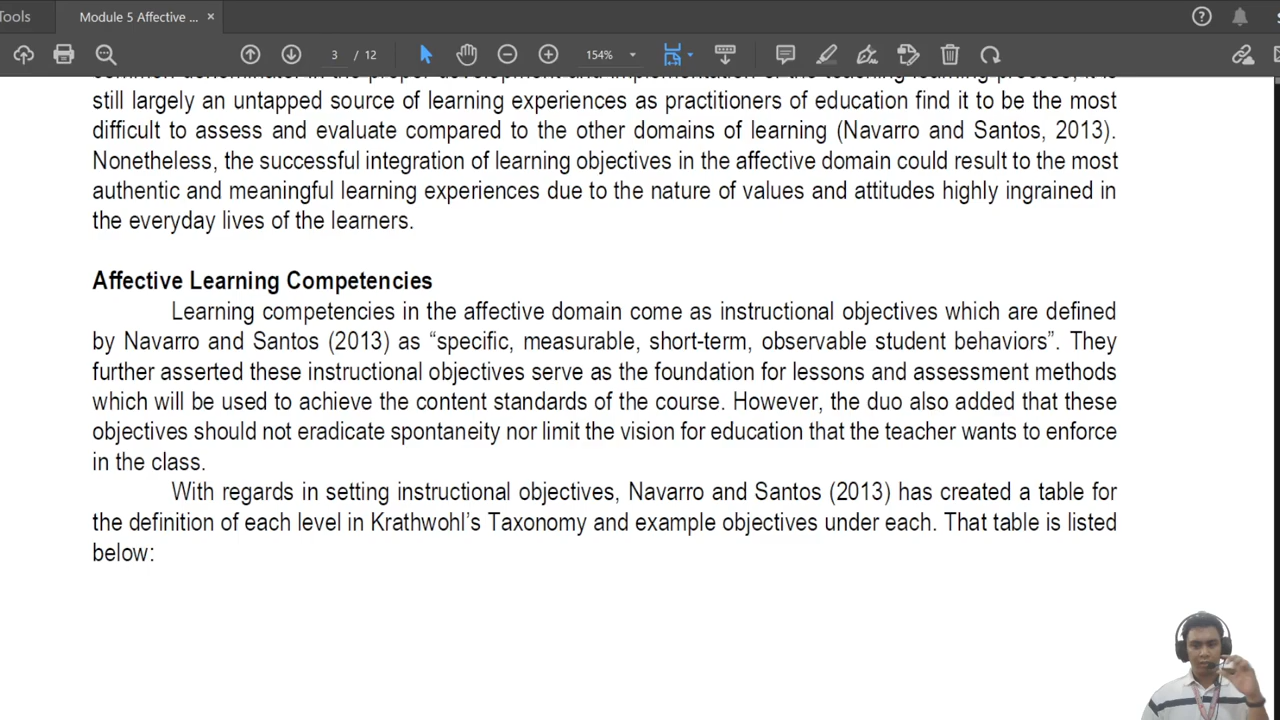 Tools
Module 5 Affective ... ×
3 / 12
154%
still largely an untapped source of learning experiences as practitioners of education find it to be the most
difficult to assess and evaluate compared to the other domains of learning (Navarro and Santos, 2013).
Nonetheless, the successful integration of learning objectives in the affective domain could result to the most
authentic and meaningful learning experiences due to the nature of values and attitudes highly ingrained in
the everyday lives of the learners.
Affective Learning Competencies
Learning competencies in the affective domain come as instructional objectives which are defined
by Navarro and Santos (2013) as “specific, measurable, short-term, observable student behaviors”. They
further asserted these instructional objectives serve as the foundation for lessons and assessment methods
which will be used to achieve the content standards of the course. However, the duo also added that these
objectives should not eradicate spontaneity nor limit the vision for education that the teacher wants to enforce
in the class.
With regards in setting instructional objectives, Navarro and Santos (2013) has created a table for
the definition of each level in Krathwohl’s Taxonomy and example objectives under each. That table is listed
below: